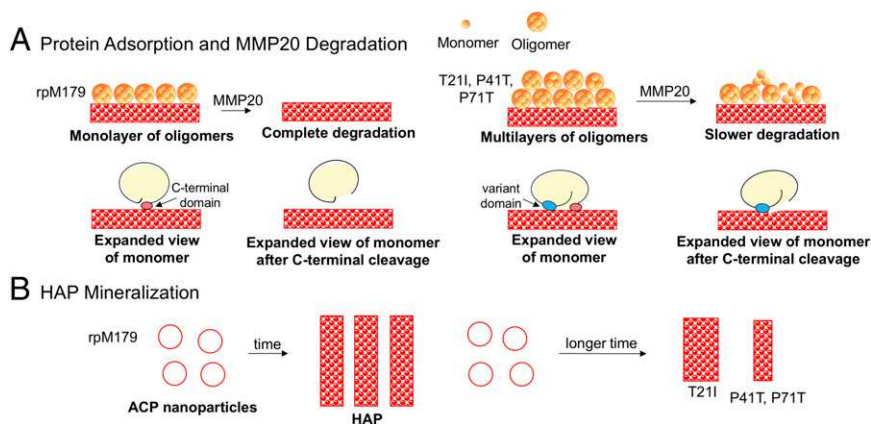 A Protein Adsorption and MMP20 Degradation
Monomer
Oligomer
rpM179
MMP20
Monolayer of oligomers
Complete degradation
T21I, P41T,
P71T
MMP20
Multilayers of oligomers
Slower degradation
C-terminal
domain
Expanded view
of monomer
Expanded view of monomer
after C-terminal cleavage
variant
domain
Expanded view of
monomer
Expanded view of monomer
after C-terminal cleavage
B HAP Mineralization
rpM179
time
ACP nanoparticles
HAP
longer time
T21I
P41T, P71T